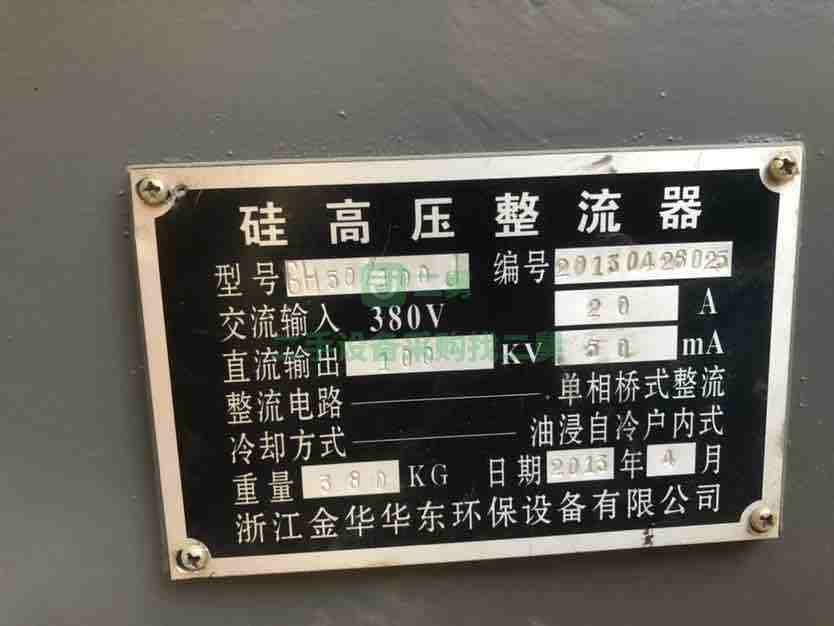 硅高压整流器
型号 编号 20130423025
交流输入 380V 20 A
直流输出 100 KV 50 mA
整流电路 单相桥式整流
冷却方式 油浸自冷户内式
重量 380 KG 日期 2013 年 4 月
浙江金华华东环保设备有限公司